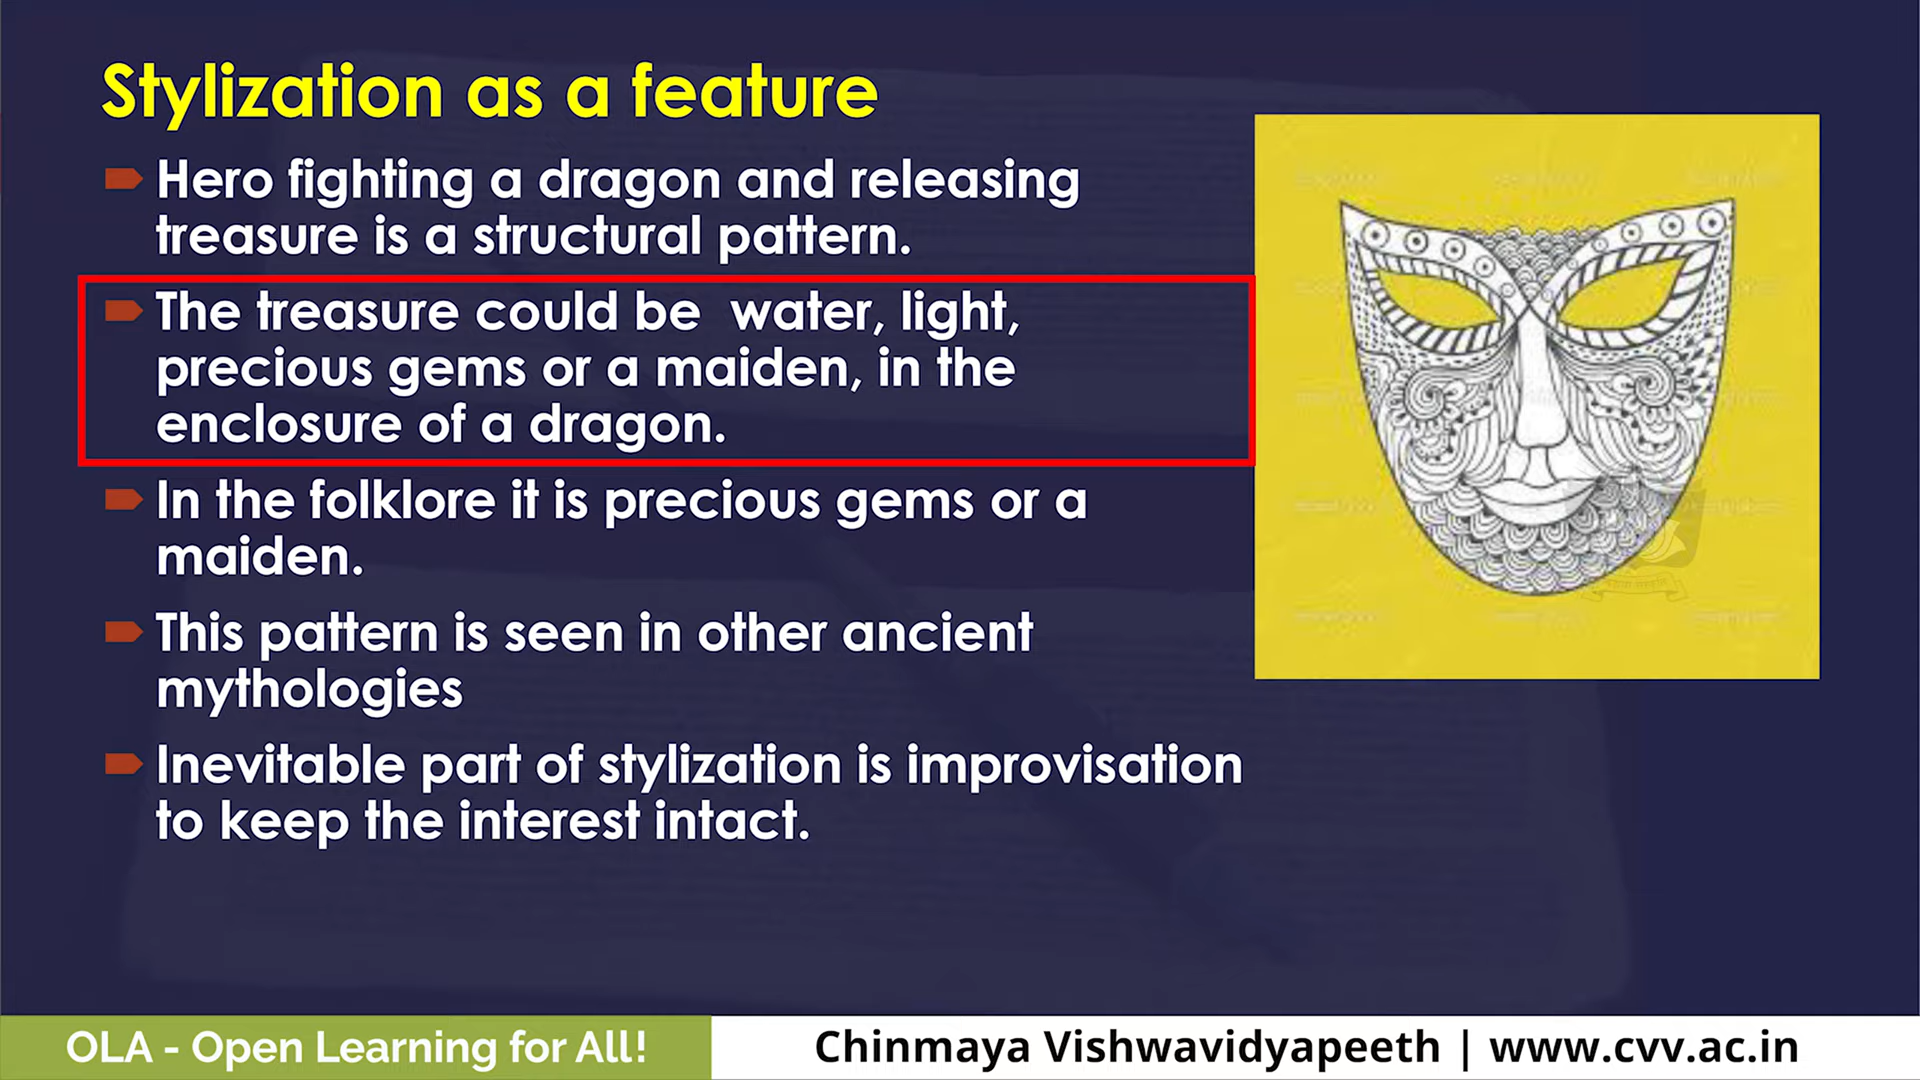 Stylization as a feature
Hero fighting a dragon and releasing
treasure is a structural pattern.
The treasure could be  water, light,
precious gems or a maiden, in the
enclosure of a dragon.
In the folklore it is precious gems or a
maiden.
This pattern is seen in other ancient
mythologies
Inevitable part of stylization is improvisation
to keep the interest intact.
OLA - Open Learning for All!
Chinmaya Vishwavidyapeeth | www.cvv.ac.in